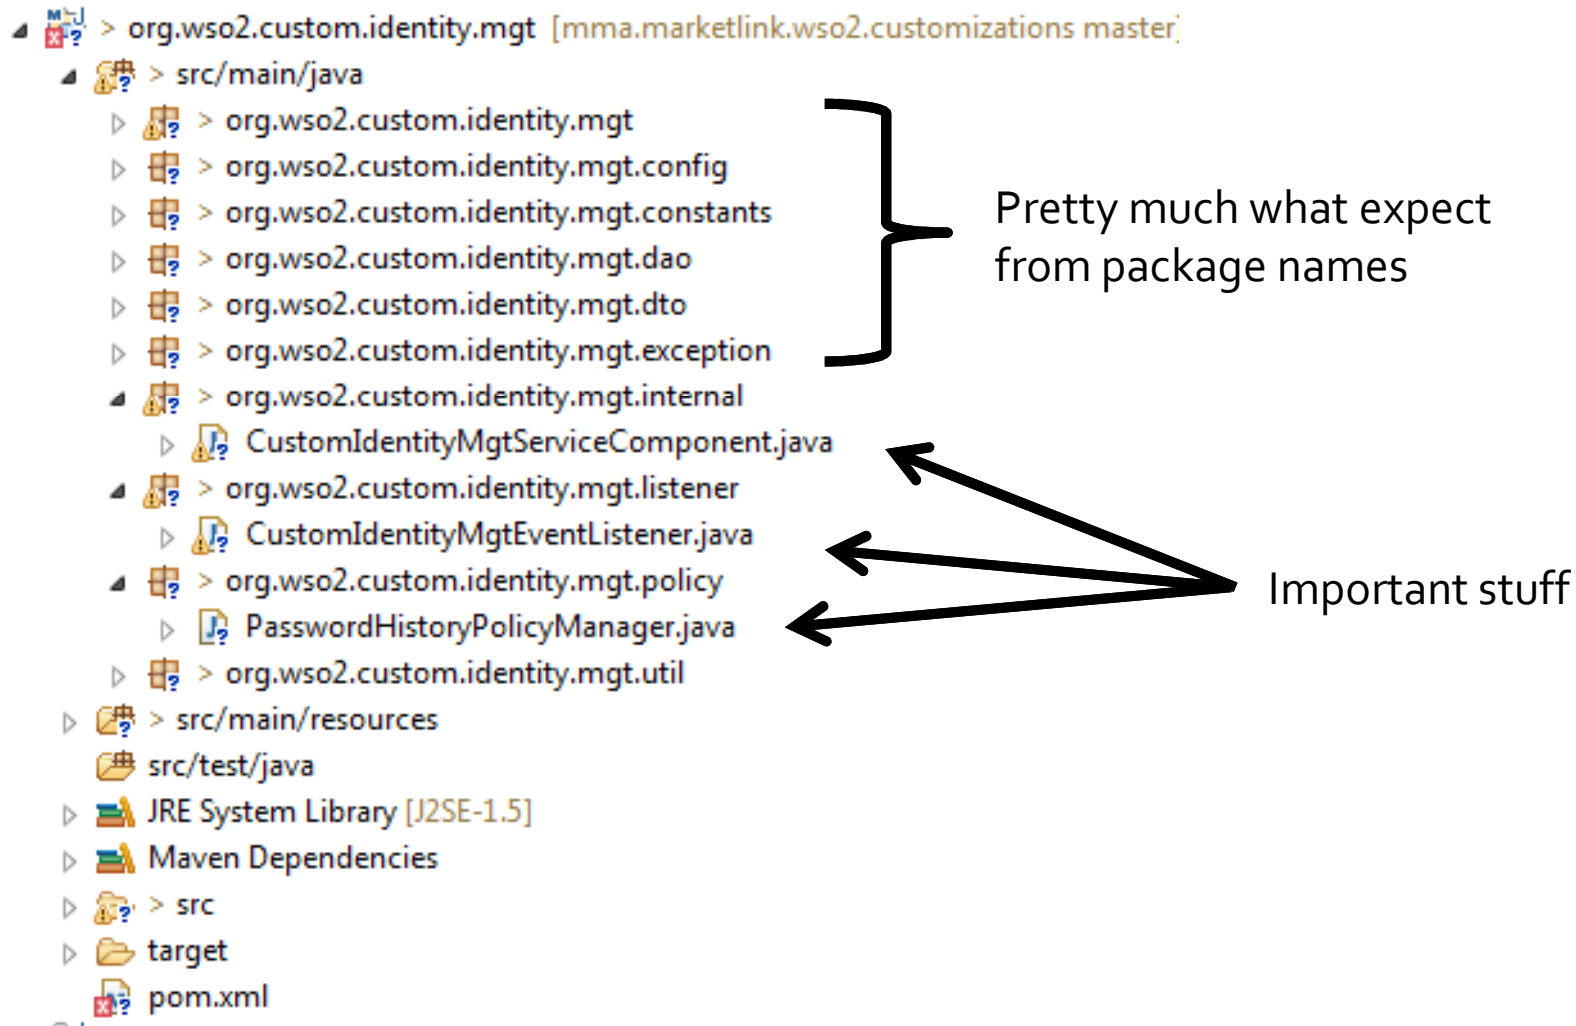 > org.wso2.custom.identity.mgt [mma.marketlink.wso2.customizations master]
> src/main/java
> org.wso2.custom.identity.mgt
> org.wso2.custom.identity.mgt.config
> org.wso2.custom.identity.mgt.constants
> org.wso2.custom.identity.mgt.dao
> org.wso2.custom.identity.mgt.dto
> org.wso2.custom.identity.mgt.exception
> org.wso2.custom.identity.mgt.internal
CustomIdentityMgtServiceComponent.java
> org.wso2.custom.identity.mgt.listener
CustomIdentityMgtEventListener.java
> org.wso2.custom.identity.mgt.policy
PasswordHistoryPolicyManager.java
> org.wso2.custom.identity.mgt.util
> src/main/resources
src/test/java
JRE System Library [J2SE-1.5]
Maven Dependencies
> src
target
pom.xml
Pretty much what expect
from package names
Important stuff